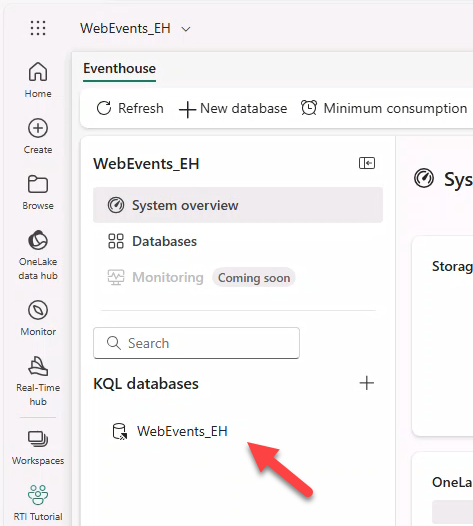 WebEvents_EH
Home
Create
Browse
OneLake
data hub
Monitor
Real-Time
hub
Workspaces
RTI Tutorial
Eventhouse
Refresh
New database
Minimum consumption
WebEvents_EH
System overview
Databases
Monitoring
Coming soon
Search
KQL databases
WebEvents_EH
Sys
Storag
OneLa